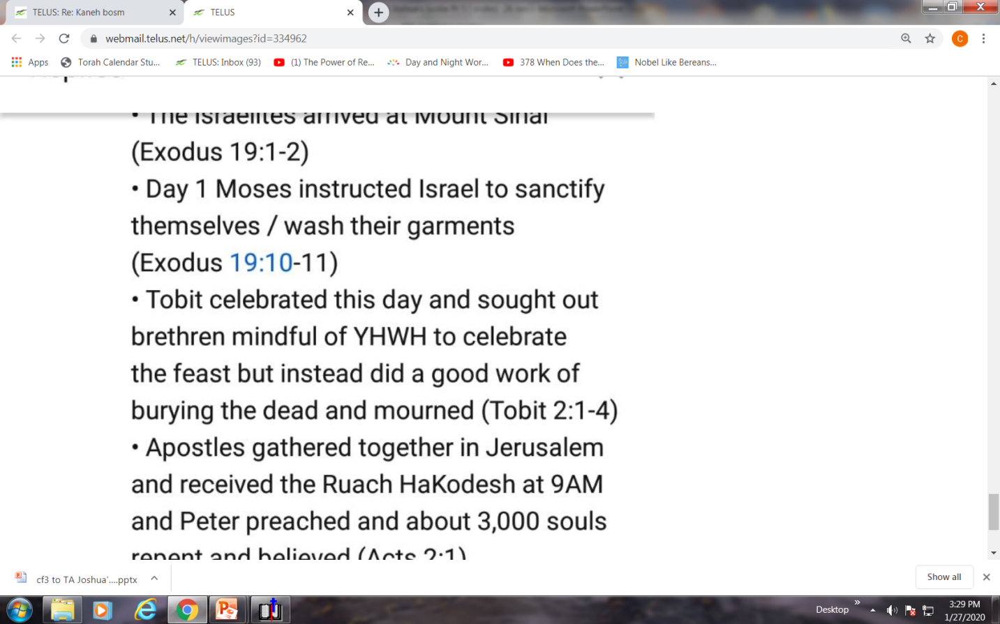 TELUS: Re: Kaneh bosm
TELUS
webmail.telus.net/h/viewimages?id=334962
C
Apps
Torah Calendar Stu...
TELUS: Inbox (93)
(1) The Power of Re...
Day and Night Wor...
378 When Does the...
Nobel Like Bereans...
• The Israelites arrived at Mount Sinai
(Exodus 19:1-2)
• Day 1 Moses instructed Israel to sanctify
themselves / wash their garments
(Exodus 19:10-11)
• Tobit celebrated this day and sought out
brethren mindful of YHWH to celebrate
the feast but instead did a good work of
burying the dead and mourned (Tobit 2:1-4)
• Apostles gathered together in Jerusalem
and received the Ruach HaKodesh at 9AM
and Peter preached and about 3,000 souls
repent and believed (Acts 2:1)
cf3 to TA Joshua'....pptx
Show all
Desktop
3:29 PM
1/27/2020